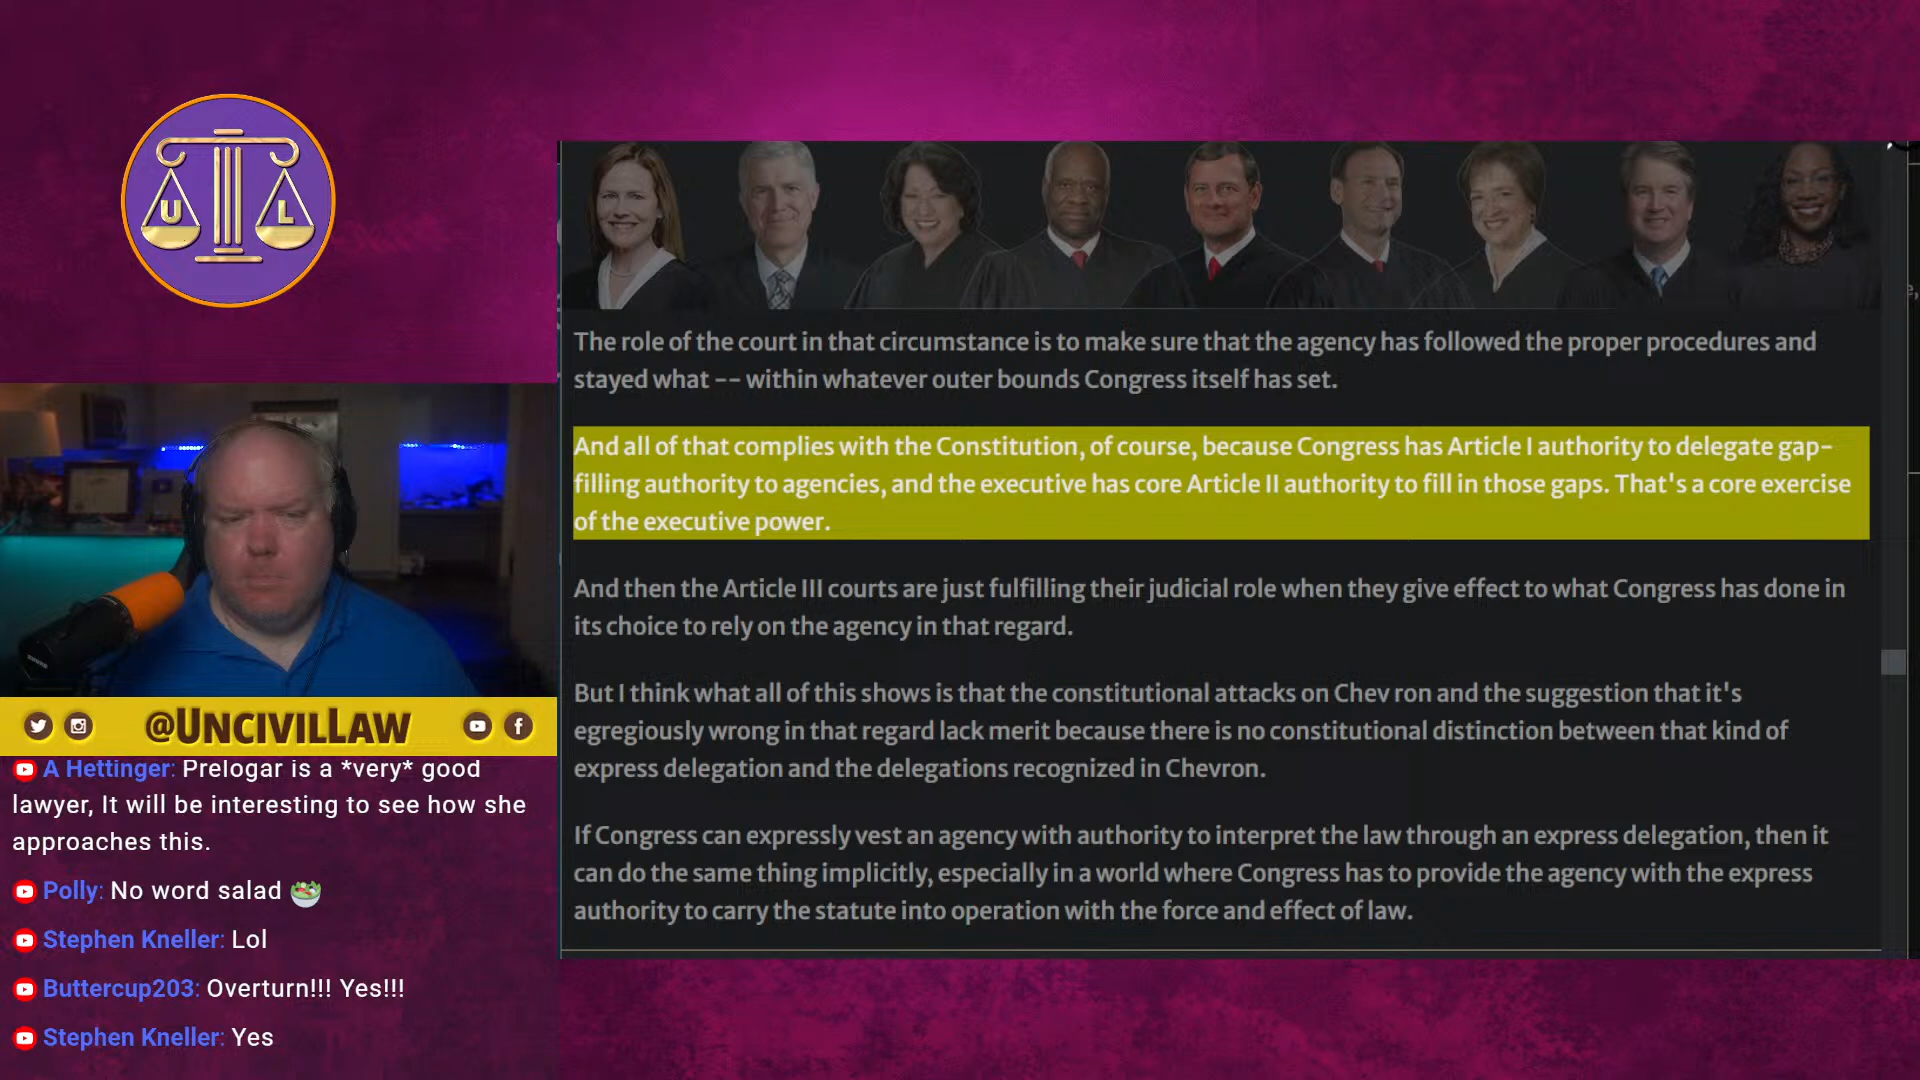 U L
The role of the court in that circumstance is to make sure that the agency has followed the proper procedures and
stayed what -- within whatever outer bounds Congress itself has set.
And all of that complies with the Constitution, of course, because Congress has Article I authority to delegate gap-
filling authority to agencies, and the executive has core Article II authority to fill in those gaps. That's a core exercise
of the executive power.
And then the Article III courts are just fulfilling their judicial role when they give effect to what Congress has done in
its choice to rely on the agency in that regard.
But I think what all of this shows is that the constitutional attacks on Chev ron and the suggestion that it's
egregiously wrong in that regard lack merit because there is no constitutional distinction between that kind of
express delegation and the delegations recognized in Chevron.
If Congress can expressly vest an agency with authority to interpret the law through an express delegation, then it
can do the same thing implicitly, especially in a world where Congress has to provide the agency with the express
authority to carry the statute into operation with the force and effect of law.
@UNCIVILLAW
A Hettinger: Prelogar is a *very* good
lawyer, It will be interesting to see how she
approaches this.
Polly: No word salad 🥗
Stephen Kneller: Lol
Buttercup203: Overturn!!! Yes!!!
Stephen Kneller: Yes